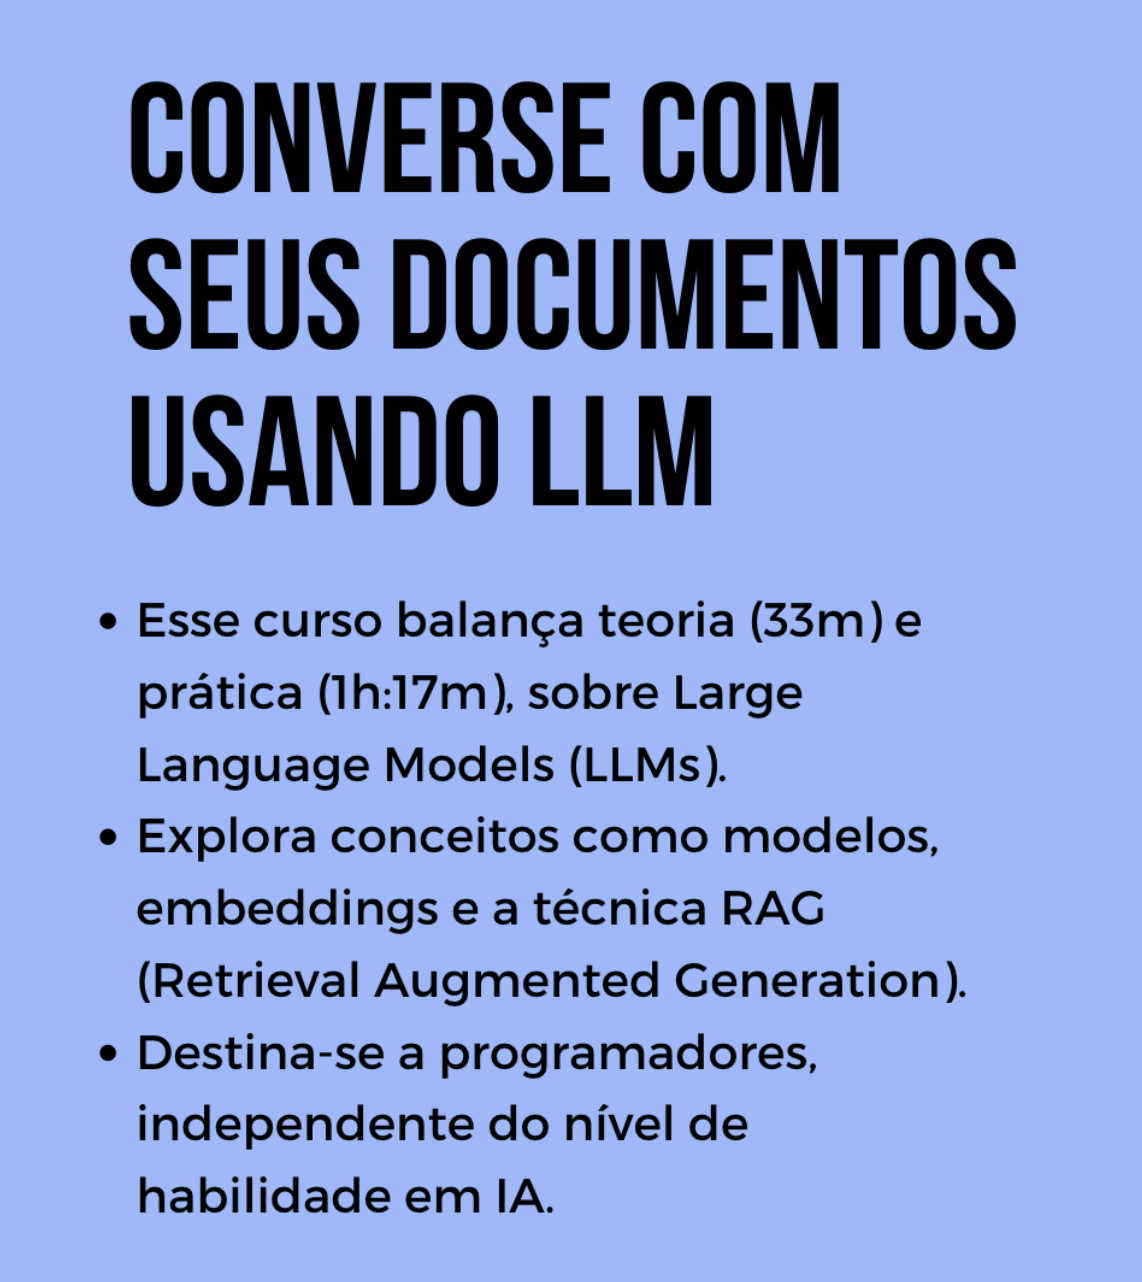 CONVERSE COM
SEUS DOCUMENTOS
USANDO LLM
• Esse curso balança teoria (33m) e
prática (1h:17m), sobre Large
Language Models (LLMs).
• Explora conceitos como modelos,
embeddings e a técnica RAG
(Retrieval Augmented Generation).
• Destina-se a programadores,
independente do nível de
habilidade em IA.